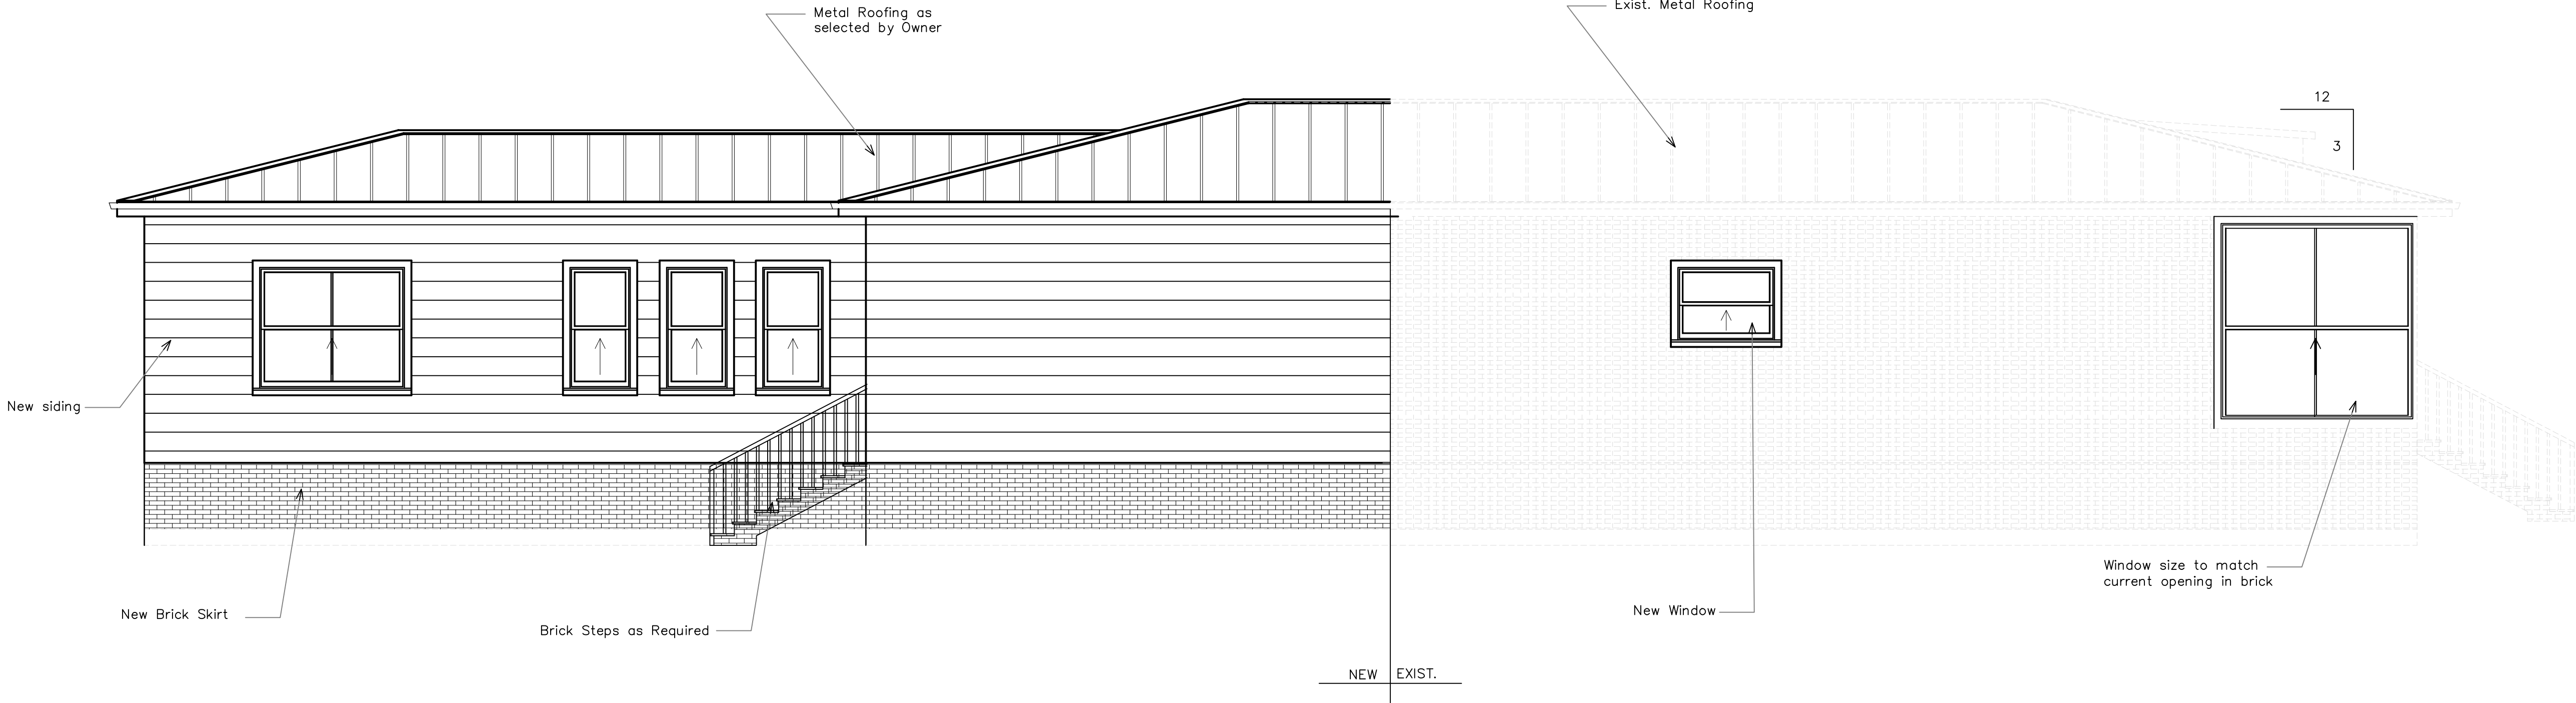 Metal Roofing as
selected by Owner
Exist. Metal Roofing
12
3
New siding
New Brick Skirt
Brick Steps as Required
New Window
Window size to match
current opening in brick
NEW EXIST.